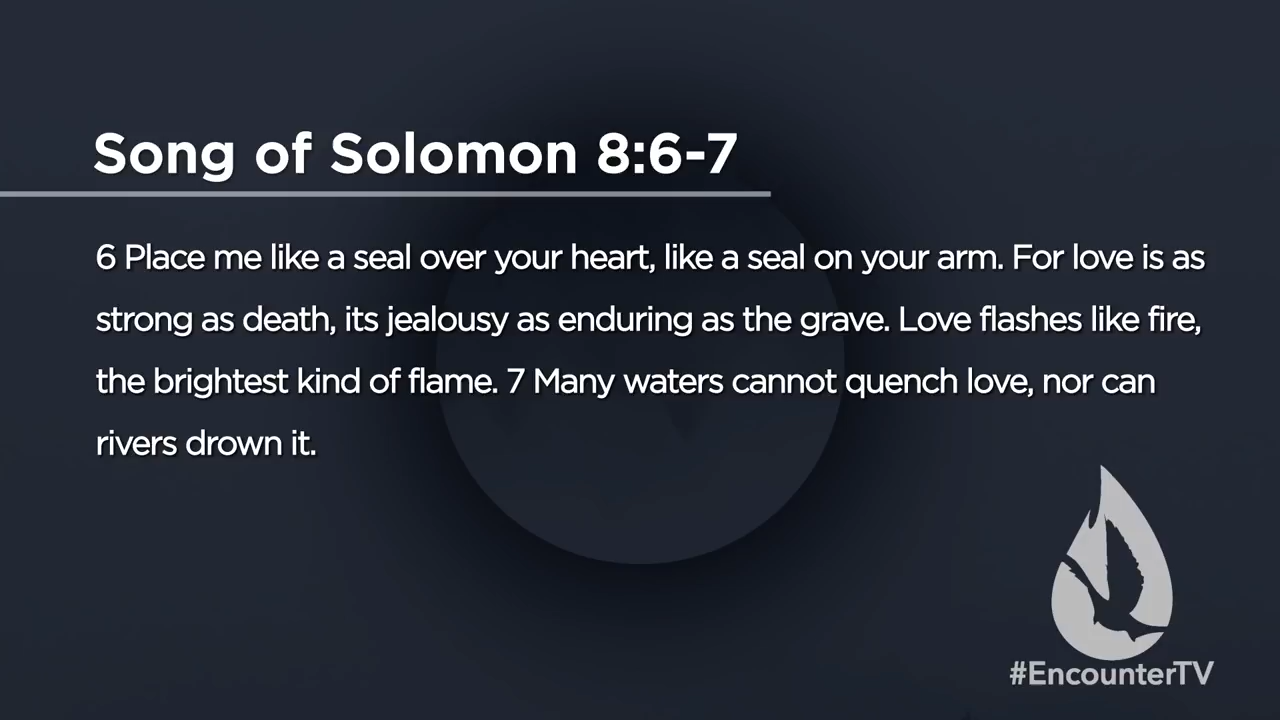 Song of Solomon 8:6-7
6 Place me like a seal over your heart, like a seal on your arm. For love is as
strong as death, its jealousy as enduring as the grave. Love flashes like fire,
the brightest kind of flame. 7 Many waters cannot quench love, nor can
rivers drown it.
#EncounterTV